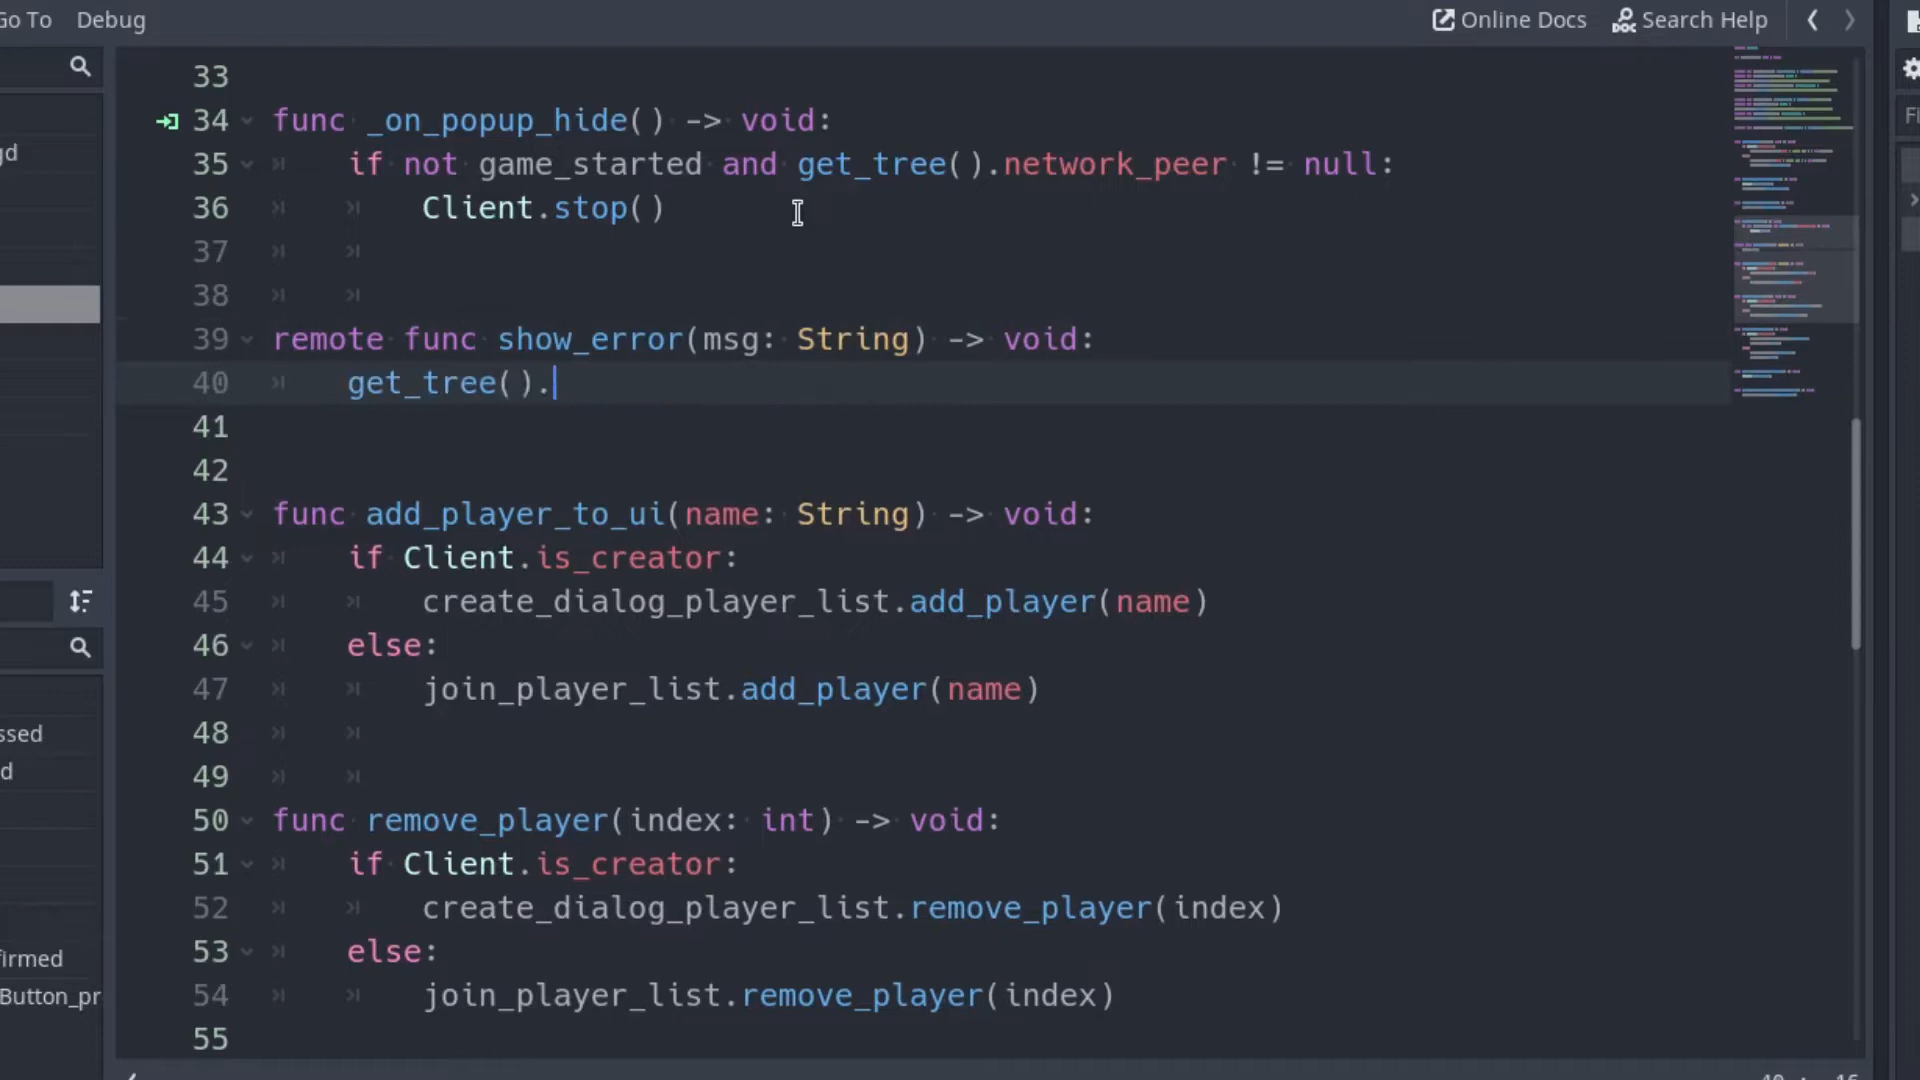 Go To Debug Online Docs Search Help
33
34 func _on_popup_hide() -> void:
35 if not game_started and get_tree().network_peer != null:
36 Client.stop()
37
38
39 remote func show_error(msg: String) -> void:
40 get_tree().
41
42
43 func add_player_to_ui(name: String) -> void:
44 if Client.is_creator:
45 create_dialog_player_list.add_player(name)
46 else:
47 join_player_list.add_player(name)
48
49
50 func remove_player(index: int) -> void:
51 if Client.is_creator:
52 create_dialog_player_list.remove_player(index)
53 else:
54 join_player_list.remove_player(index)
55
gd
ssed
d
firmed
Button_pr
Fi